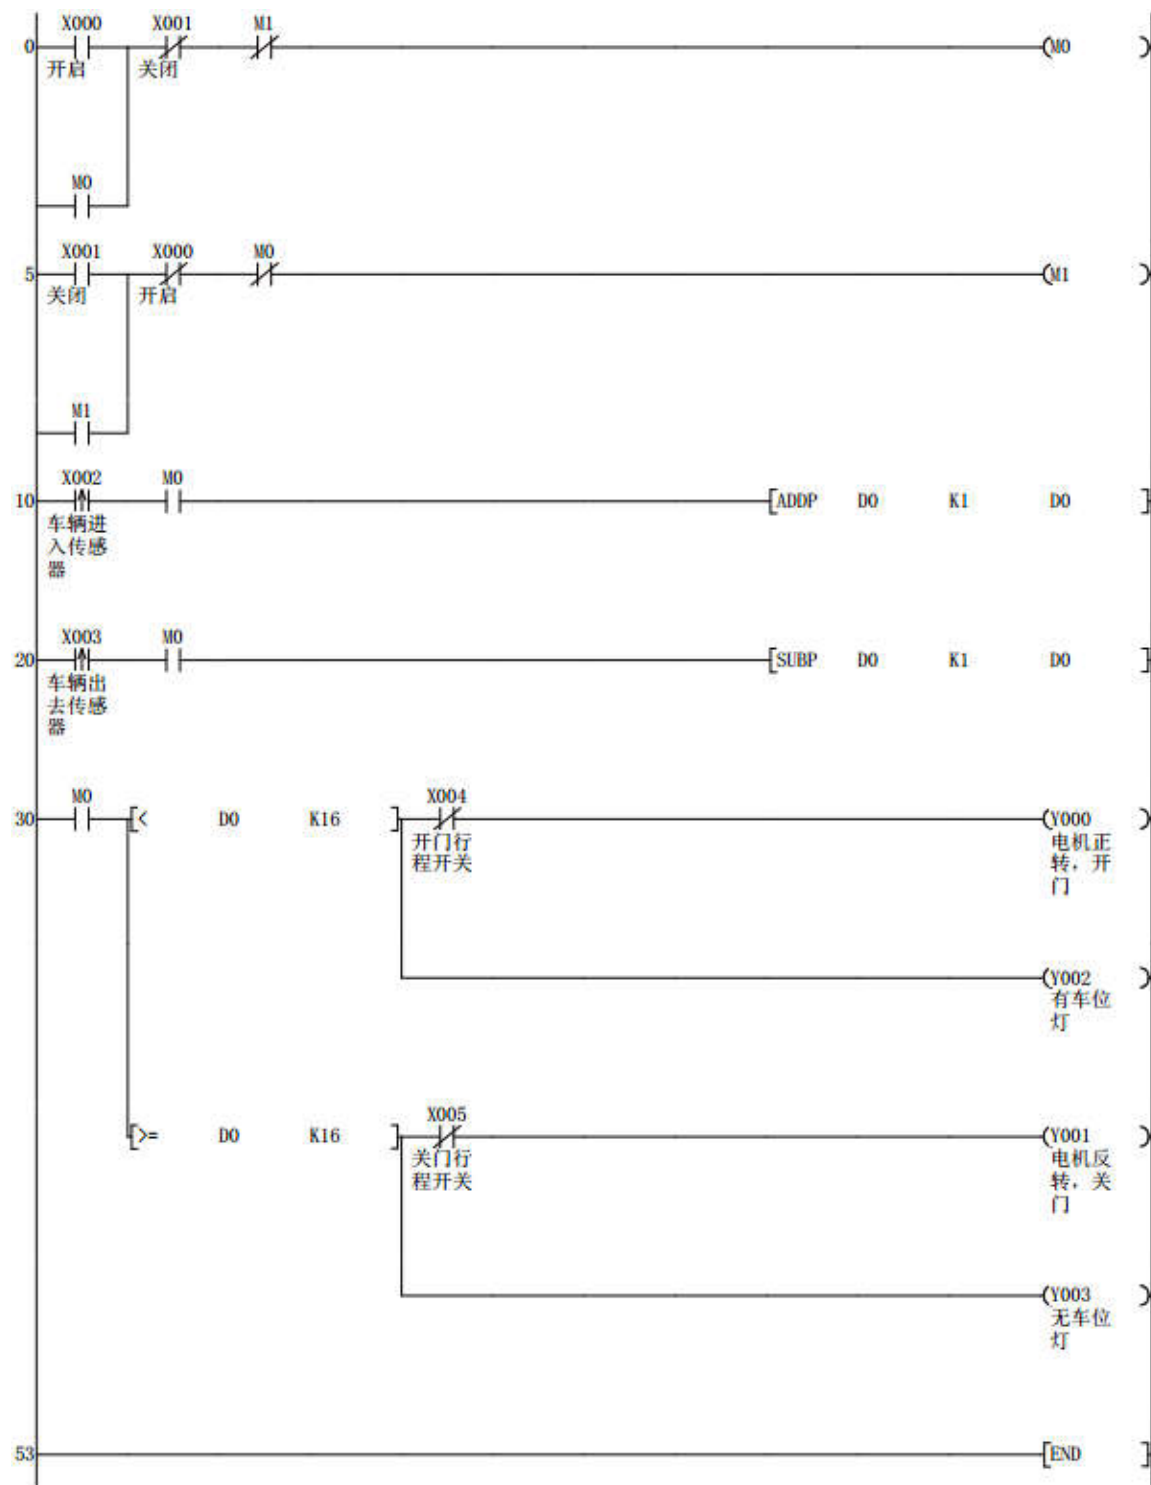 X000 X001 M1
0 (M0 )
开启 关闭
M0
X001 X000 M0
5 (M1 )
关闭 开启
M1
X002 M0
10 [ADDP D0 K1 D0 ]
车辆进
入传感
器
X003 M0
20 [SUBP D0 K1 D0 ]
车辆出
去传感
器
M0 X004
30 [< D0 K16 ] (Y000 )
开门行 电机正
程开关 转，开
门
(Y002 )
有车位
灯
X005
[>= D0 K16 ] (Y001 )
关门行 电机反
程开关 转，关
门
(Y003 )
无车位
灯
53 [END ]